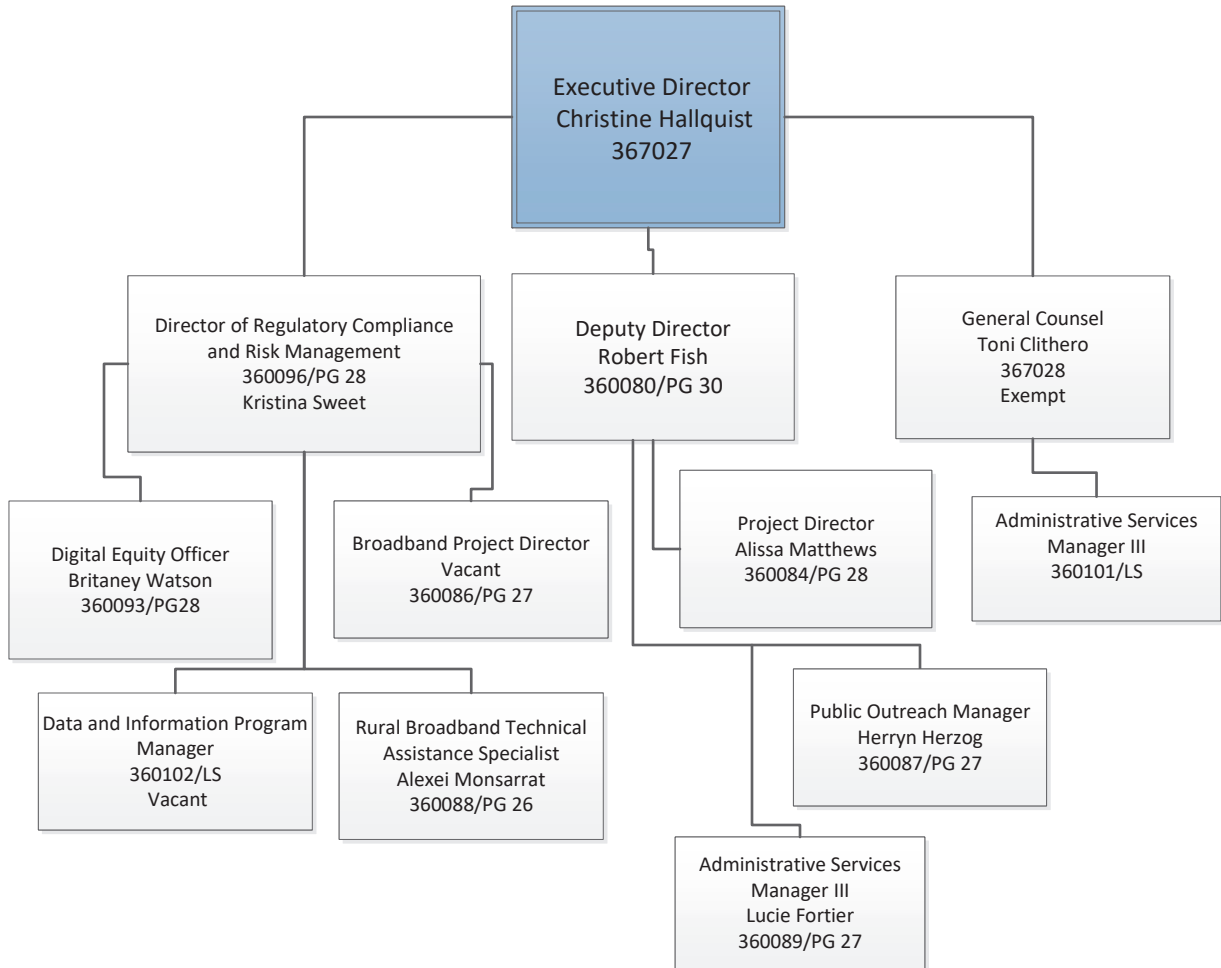 Executive Director
Christine Hallquist
367027
Director of Regulatory Compliance
and Risk Management
360096/PG 28
Kristina Sweet
Deputy Director
Robert Fish
360080/PG 30
General Counsel
Toni Clithero
367028
Exempt
Digital Equity Officer
Britaney Watson
360093/PG28
Broadband Project Director
Vacant
360086/PG 27
Project Director
Alissa Matthews
360084/PG 28
Administrative Services
Manager III
360101/LS
Data and Information Program
Manager
360102/LS
Vacant
Rural Broadband Technical
Assistance Specialist
Alexei Monsarrat
360088/PG 26
Public Outreach Manager
Herryn Herzog
360087/PG 27
Administrative Services
Manager III
Lucie Fortier
360089/PG 27